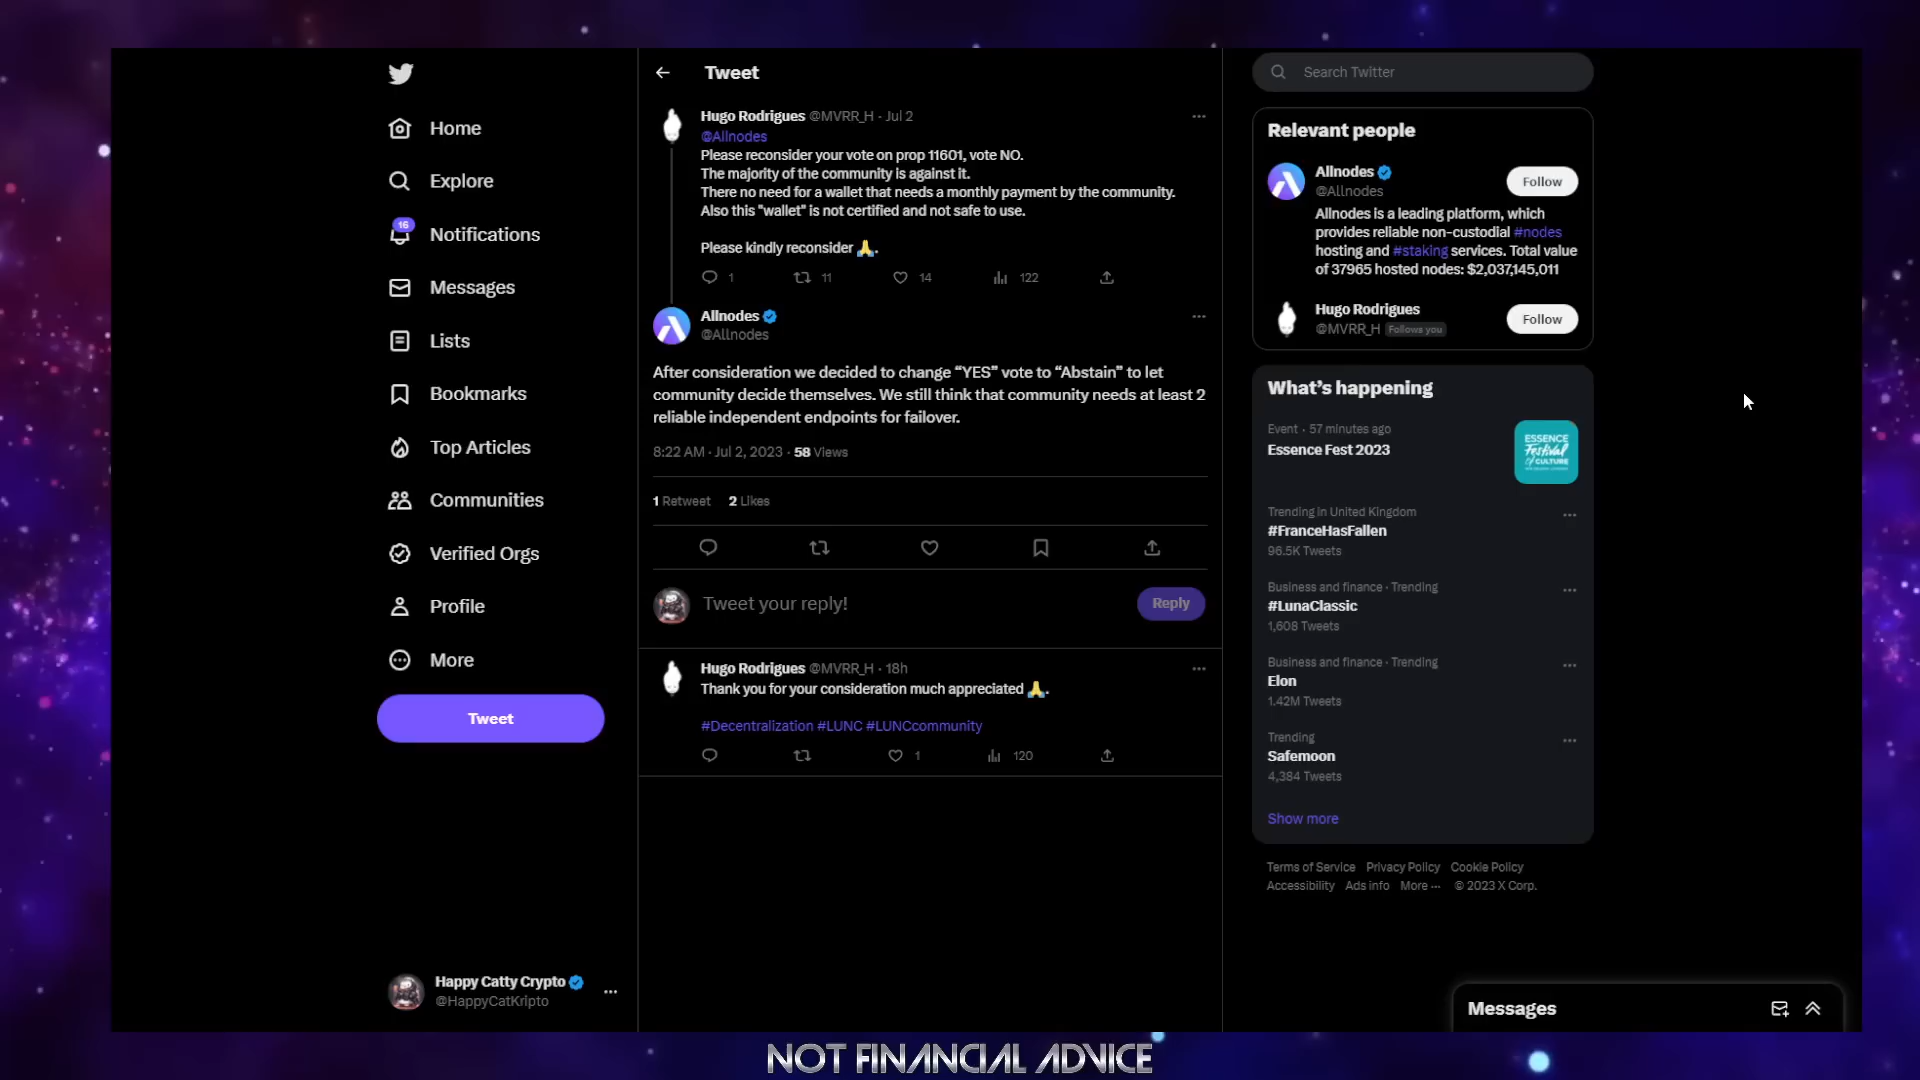 Home
Explore
16
Notifications
Messages
Lists
Bookmarks
Top Articles
Communities
Verified Orgs
Profile
More
Tweet
Happy Catty Crypto
@HappyCatKripto
Tweet
Hugo Rodrigues @MVRR_H · Jul 2
@Allnodes
Please reconsider your vote on prop 11601, vote NO.
The majority of the community is against it.
There no need for a wallet that needs a monthly payment by the community.
Also this "wallet" is not certified and not safe to use.
Please kindly reconsider 🙏.
1 11 14 122
Allnodes
@Allnodes
After consideration we decided to change “YES” vote to “Abstain” to let
community decide themselves. We still think that community needs at least 2
reliable independent endpoints for failover.
8:22 AM · Jul 2, 2023 · 58 Views
1 Retweet 2 Likes
Tweet your reply!
Reply
Hugo Rodrigues @MVRR_H · 18h
Thank you for your consideration much appreciated 🙏.
#Decentralization #LUNC #LUNCcommunity
1 120
Search Twitter
Relevant people
Allnodes
@Allnodes
Follow
Allnodes is a leading platform, which
provides reliable non-custodial #nodes
hosting and #staking services. Total value
of 37965 hosted nodes: $2,037,145,011
Hugo Rodrigues
@MVRR_H Follows you
Follow
What’s happening
Event · 57 minutes ago
Essence Fest 2023
ESSENCE
Festival
OF CULTURE
Trending in United Kingdom
#FranceHasFallen
96.5K Tweets
Business and finance · Trending
#LunaClassic
1,608 Tweets
Business and finance · Trending
Elon
1.42M Tweets
Trending
Safemoon
4,384 Tweets
Show more
Terms of Service Privacy Policy Cookie Policy
Accessibility Ads info More ··· © 2023 X Corp.
Messages
NOT FINANCIAL ADVICE